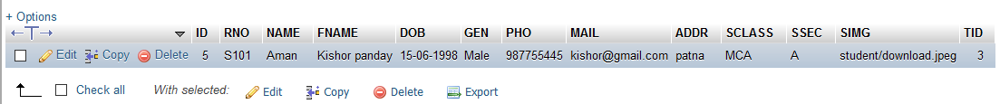 + Options
ID RNO NAME FNAME DOB GEN PHO MAIL ADDR SCLASS SSEC SIMG TID
Edit Copy Delete 5 S101 Aman Kishor panday 15-06-1998 Male 987755445 kishor@gmail.com patna MCA A student/download.jpeg 3
Check all With selected: Edit Copy Delete Export